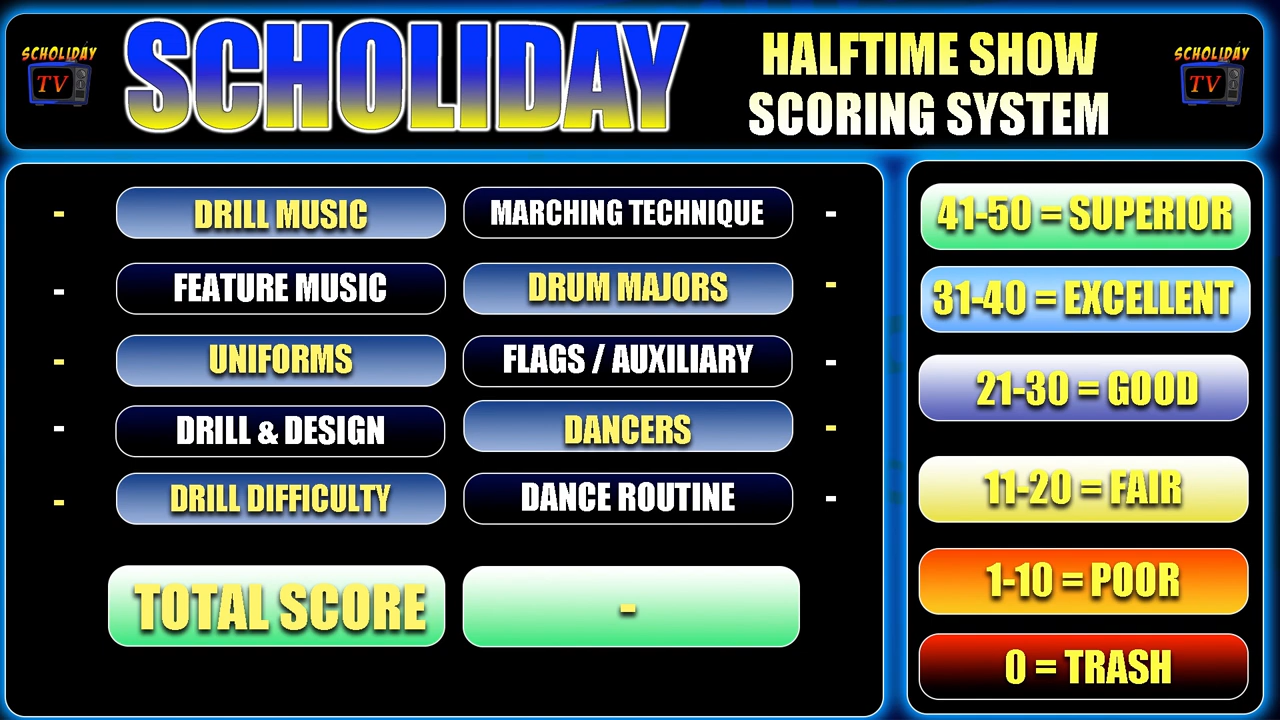 SCHOLIDAY
TV
SCHOLIDAY
HALFTIME SHOW
SCORING SYSTEM
SCHOLIDAY
TV
- DRILL MUSIC
MARCHING TECHNIQUE -
- FEATURE MUSIC
DRUM MAJORS -
- UNIFORMS
FLAGS / AUXILIARY -
- DRILL & DESIGN
DANCERS -
- DRILL DIFFICULTY
DANCE ROUTINE -
TOTAL SCORE
-
41-50 = SUPERIOR
31-40 = EXCELLENT
21-30 = GOOD
11-20 = FAIR
1-10 = POOR
0 = TRASH